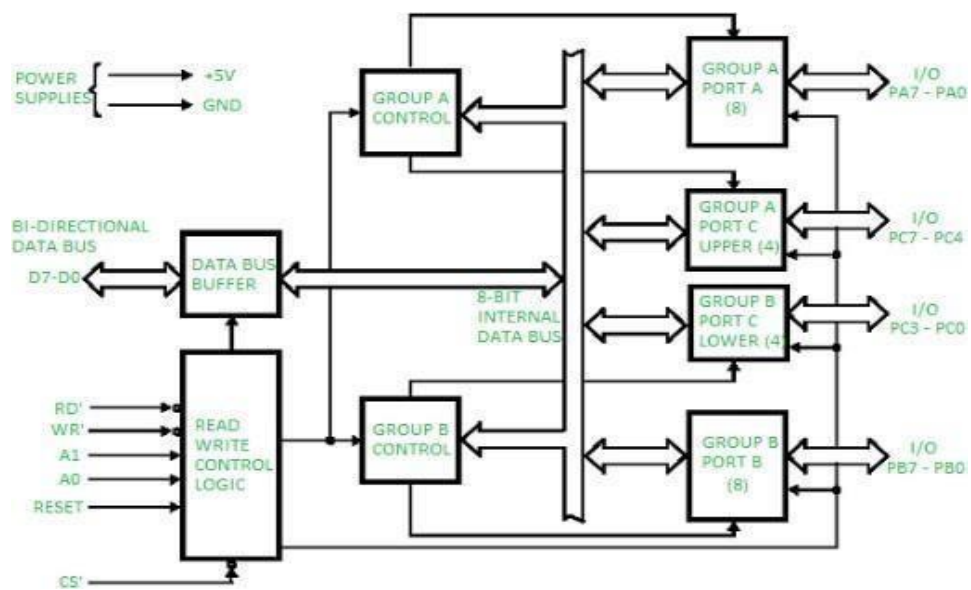 POWER
SUPPLIES
+5V
GND
GROUP A
CONTROL
GROUP A
PORT A
(8)
I/O
PA7 - PA0
GROUP A
PORT C
UPPER (4)
I/O
PC7 - PC4
BI-DIRECTIONAL
DATA BUS
D7-D0
DATA BUS
BUFFER
8-BIT
INTERNAL
DATA BUS
GROUP B
PORT C
LOWER (4)
I/O
PC3 - PC0
RD'
WR'
A1
A0
RESET
CS'
READ
WRITE
CONTROL
LOGIC
GROUP B
CONTROL
GROUP B
PORT B
(8)
I/O
PB7 - PB0